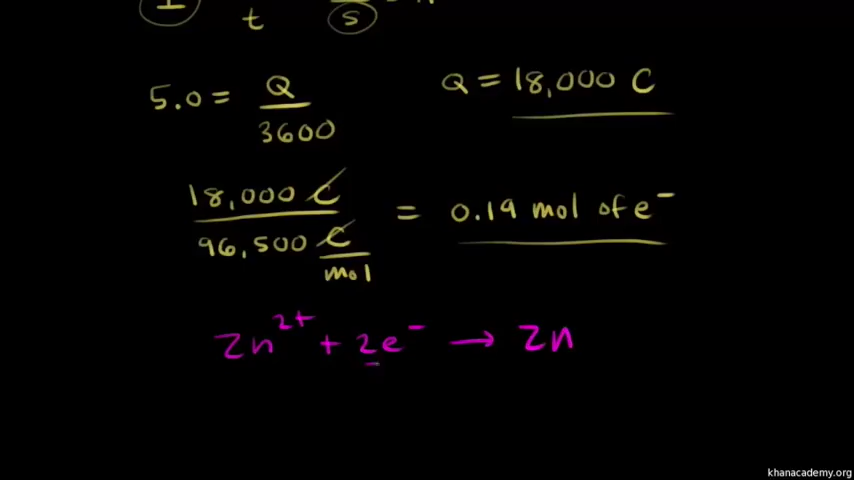 t s
5.0 = Q / 3600 Q = 18,000 C
18,000 C / 96,500 C/mol = 0.19 mol of e⁻
Zn²⁺ + 2e⁻ → Zn
khanacademy.org